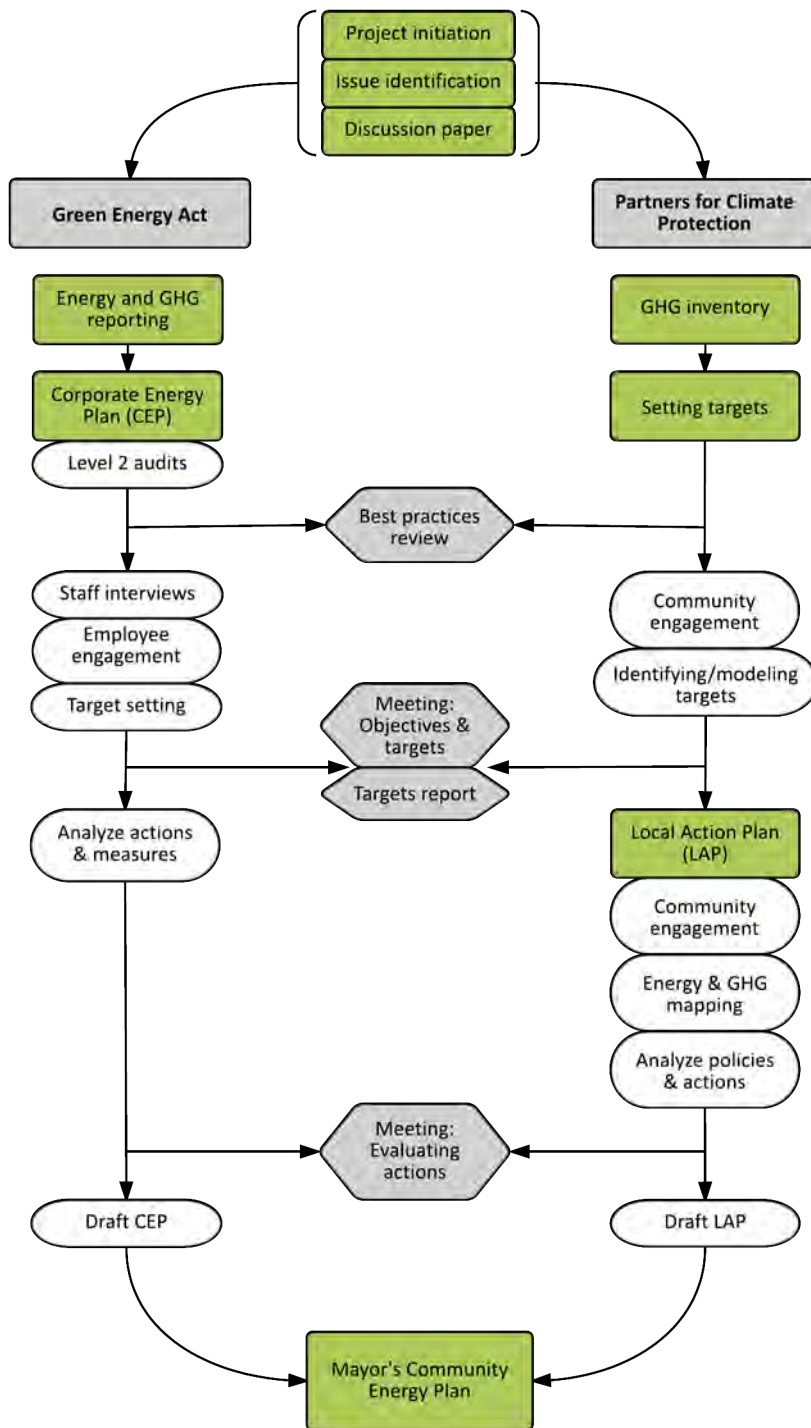 Project initiation
Issue identification
Discussion paper
Green Energy Act
Partners for Climate
Protection
Energy and GHG
reporting
GHG inventory
Corporate Energy
Plan (CEP)
Setting targets
Level 2 audits
Best practices
review
Staff interviews
Employee
engagement
Target setting
Community
engagement
Identifying/modeling
targets
Meeting:
Objectives &
targets
Targets report
Analyze actions
& measures
Local Action Plan
(LAP)
Community
engagement
Energy & GHG
mapping
Analyze policies
& actions
Meeting:
Evaluating
actions
Draft CEP
Draft LAP
Mayor's Community
Energy Plan